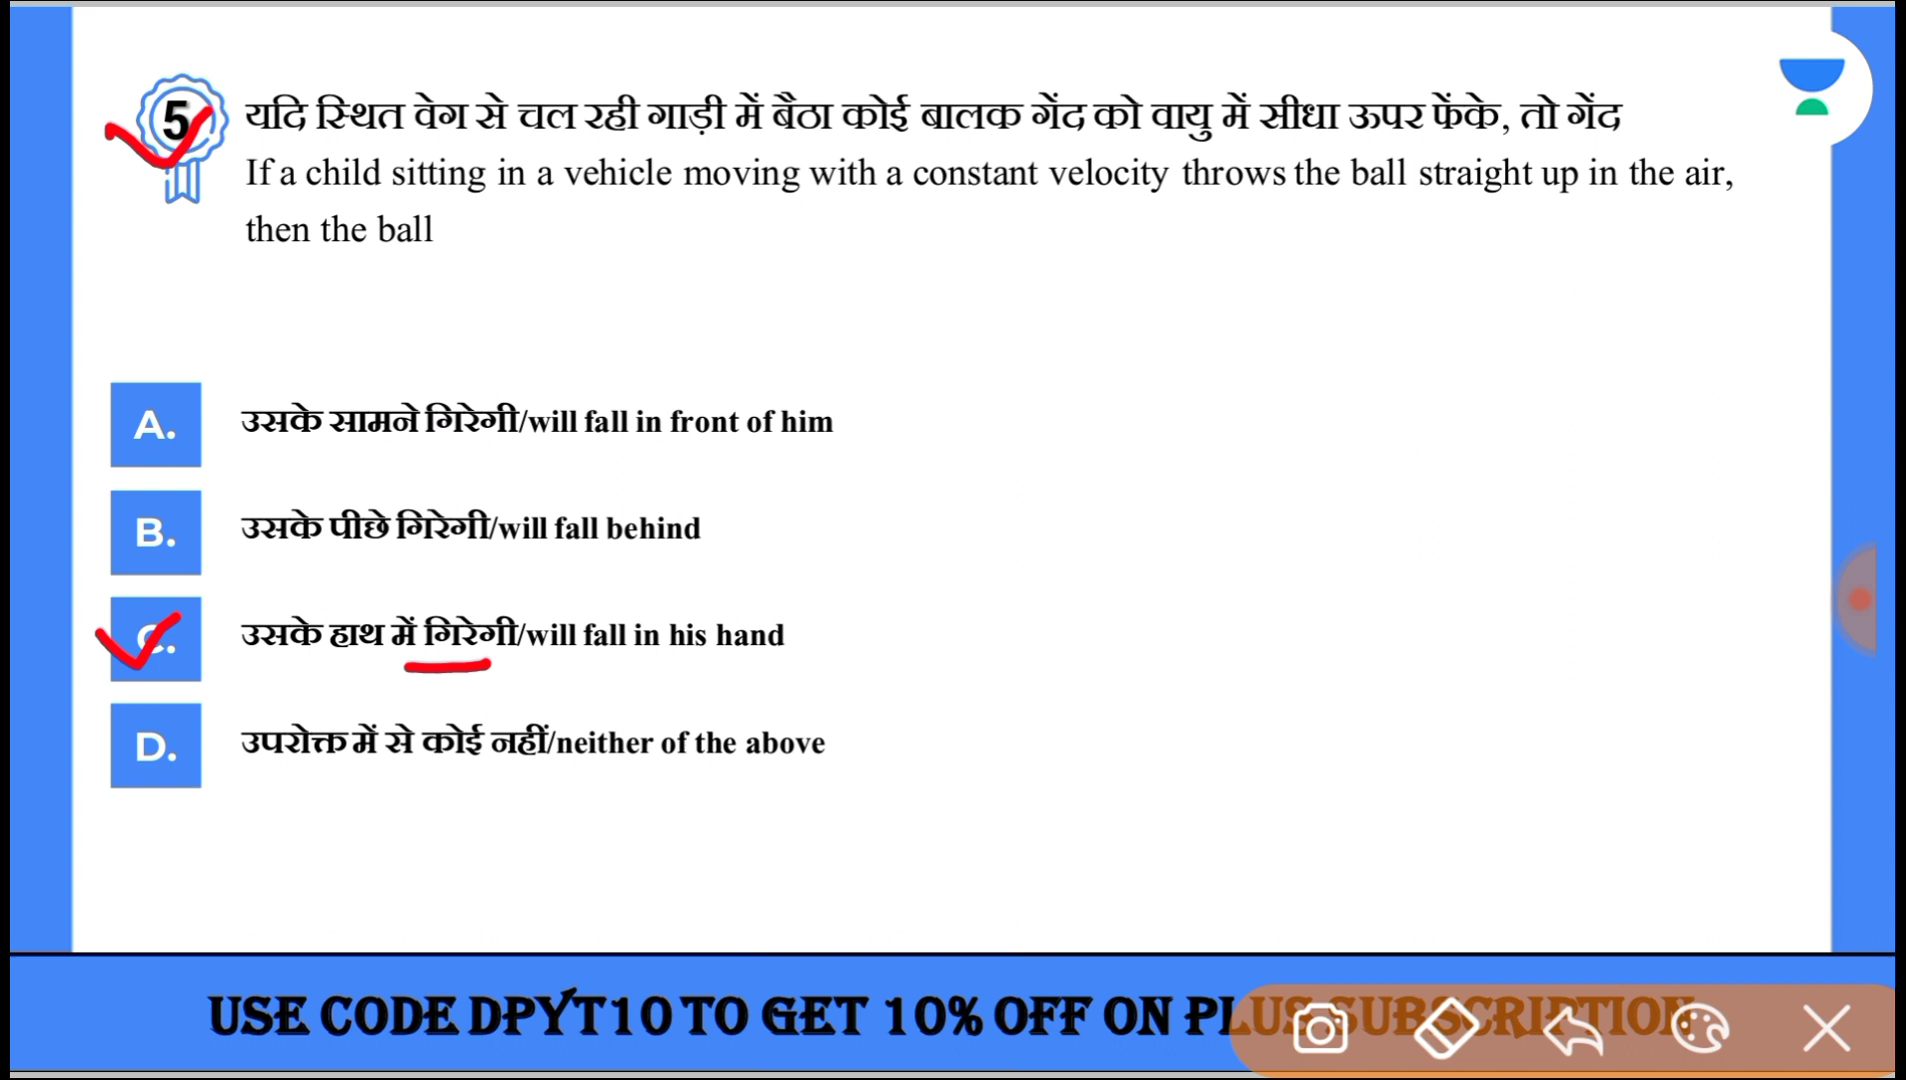 5
यदि स्थित वेग से चल रही गाड़ी में बैठा कोई बालक गेंद को वायु में सीधा ऊपर फेंके, तो गेंद
If a child sitting in a vehicle moving with a constant velocity throws the ball straight up in the air,
then the ball
A. उसके सामने गिरेगी/will fall in front of him
B. उसके पीछे गिरेगी/will fall behind
C. उसके हाथ में गिरेगी/will fall in his hand
D. उपरोक्त में से कोई नहीं/neither of the above
USE CODE DPYT10 TO GET 10% OFF ON PLUS SUBSCRIPTION